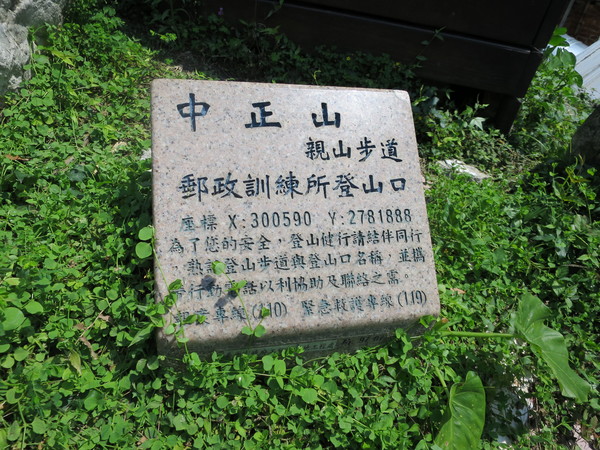 中正山
親山步道
郵政訓練所登山口
座標 X:300590 Y:2781888
為了您的安全,登山健行請結伴同行
,熟記登山步道與登山口名稱,並攜
行動電話以利協助及聯絡之需。
專線(110) 緊急救護專線(119)